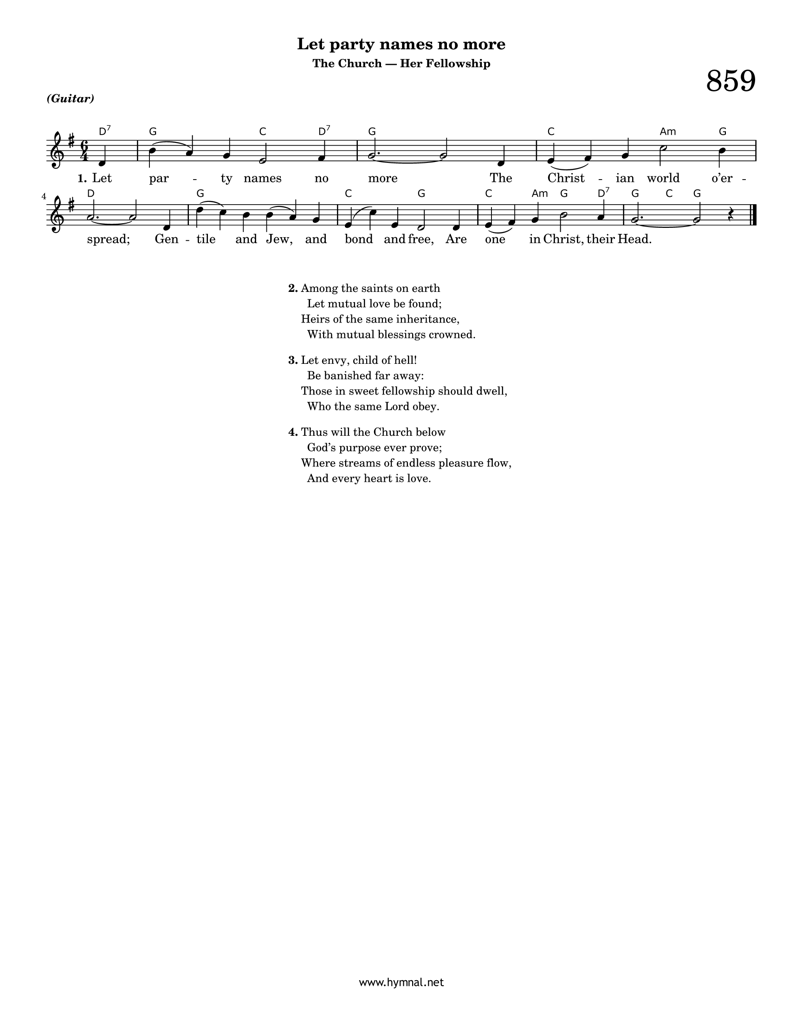 Let party names no more
The Church — Her Fellowship
859
(Guitar)
D7 G C D7 G C Am G
6
4
1. Let par - ty names no more The Christ - ian world o'er -
4
D G C G C Am G D7 G C G
spread; Gen - tile and Jew, and bond and free, Are one in Christ, their Head.
2. Among the saints on earth
Let mutual love be found;
Heirs of the same inheritance,
With mutual blessings crowned.
3. Let envy, child of hell!
Be banished far away:
Those in sweet fellowship should dwell,
Who the same Lord obey.
4. Thus will the Church below
God's purpose ever prove;
Where streams of endless pleasure flow,
And every heart is love.
www.hymnal.net